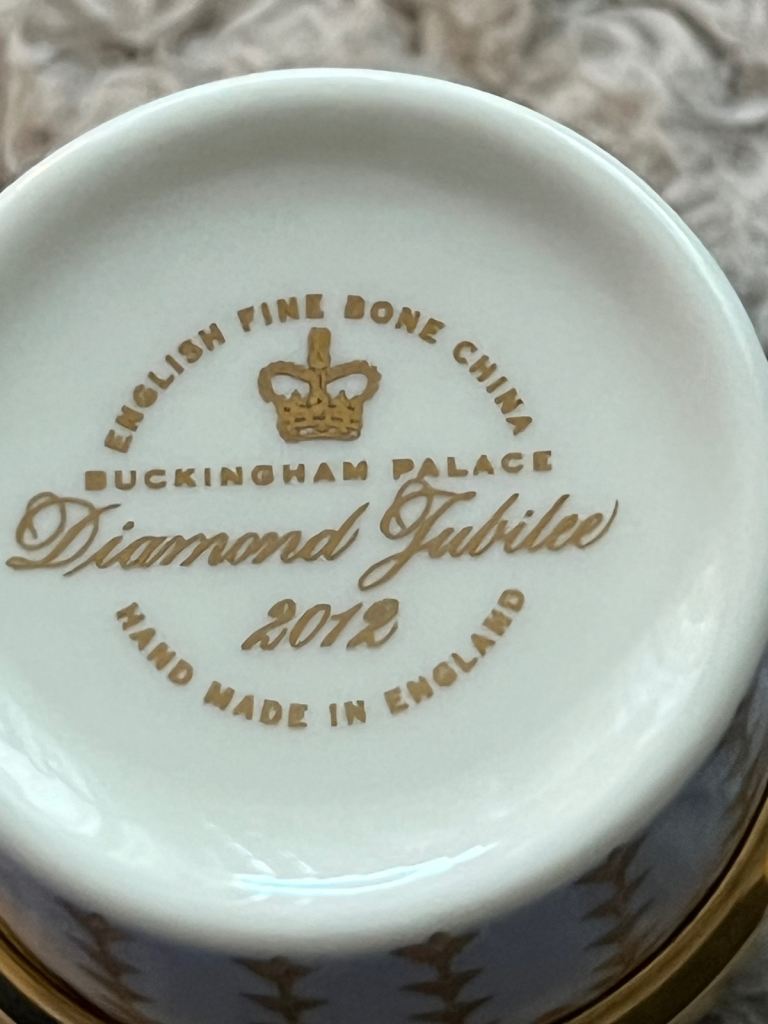 ENGLISH FINE BONE CHINA
BUCKINGHAM PALACE
Diamond Jubilee
2012
HAND MADE IN ENGLAND